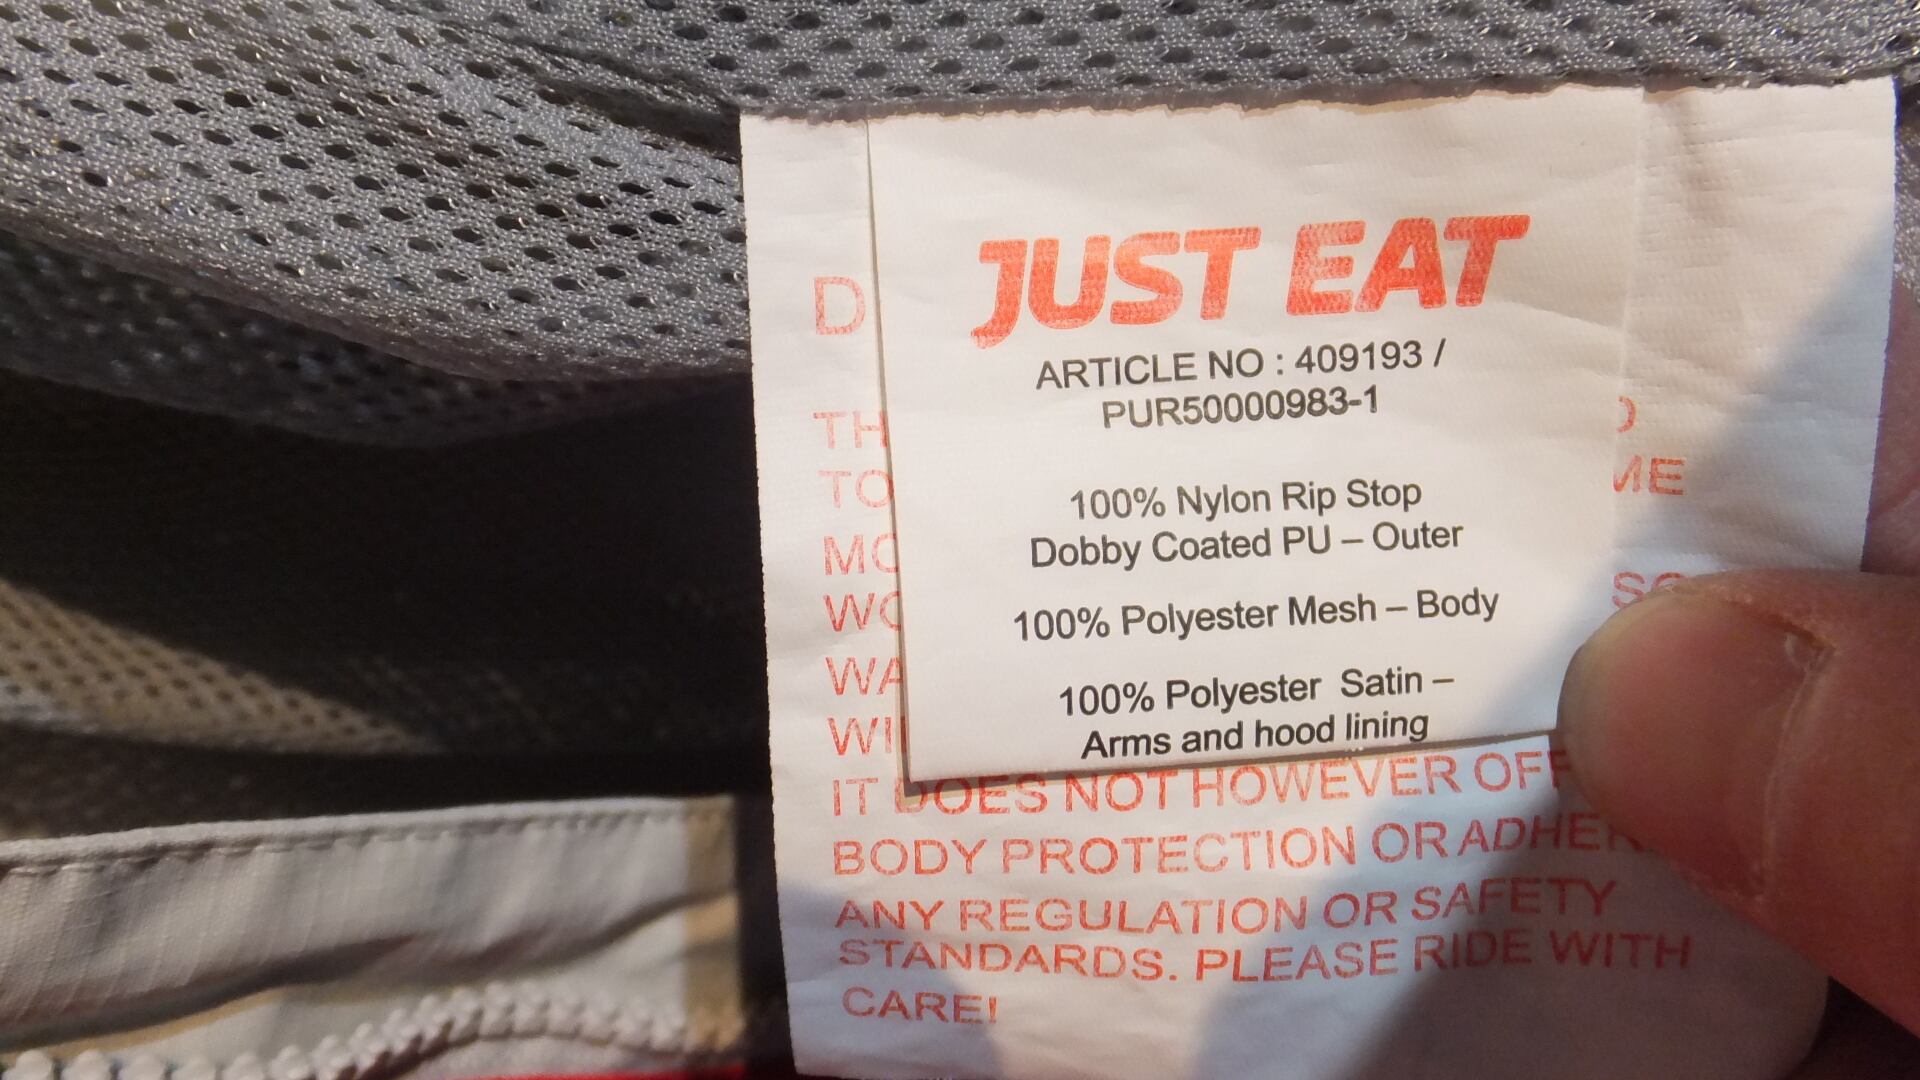 JUST EAT
ARTICLE NO : 409193 /
PUR50000983-1
100% Nylon Rip Stop
Dobby Coated PU – Outer
100% Polyester Mesh – Body
100% Polyester Satin –
Arms and hood lining
IT DOES NOT HOWEVER
BODY PROTECTION OR
ANY REGULATION OR SAFETY
STANDARDS. PLEASE RIDE WITH
CARE!